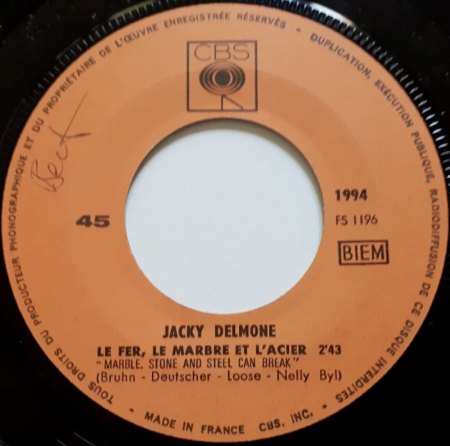 TOUS DROITS DU PRODUCTEUR PHONOGRAPHIQUE ET DU PROPRIÉTAIRE DE L'ŒUVRE ENREGISTRÉE RÉSERVÉS - DUPLICATION, EXÉCUTION PUBLIQUE, RADIODIFFUSION DE CE DISQUE INTERDITES
CBS
Beck
45
1994
FS 1196
BIEM
JACKY DELMONE
LE FER, LE MARBRE ET L'ACIER 2'43
"MARBLE, STONE AND STEEL CAN BREAK"
(Bruhn - Deutscher - Loose - Nelly Byl)
• MADE IN FRANCE CBS, INC. •